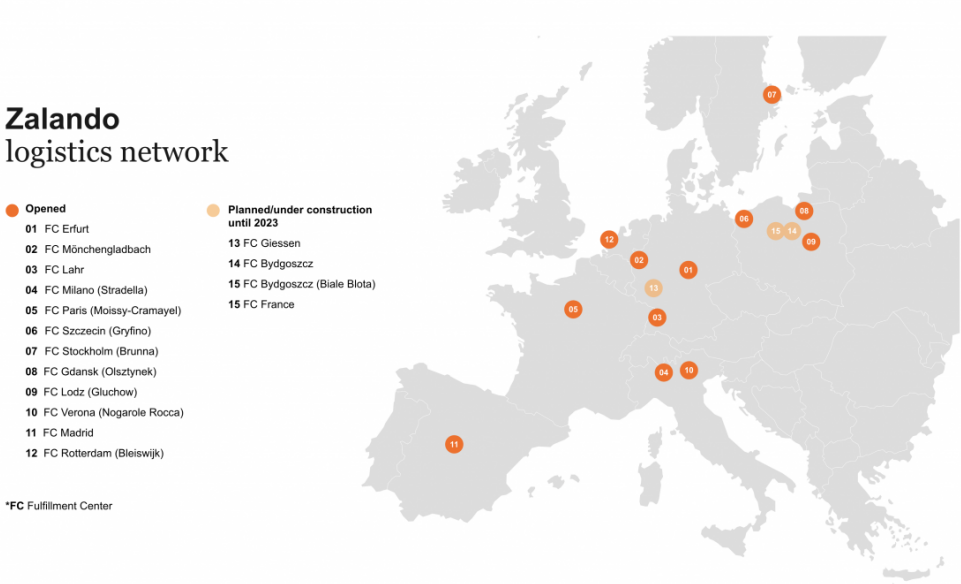 Zalando
logistics network
Opened
01 FC Erfurt
02 FC Mönchengladbach
03 FC Lahr
04 FC Milano (Stradella)
05 FC Paris (Moissy-Cramayel)
06 FC Szczecin (Gryfino)
07 FC Stockholm (Brunna)
08 FC Gdansk (Olsztynek)
09 FC Lodz (Gluchow)
10 FC Verona (Nogarole Rocca)
11 FC Madrid
12 FC Rotterdam (Bleiswijk)
*FC Fulfillment Center
Planned/under construction
until 2023
13 FC Giessen
14 FC Bydgoszcz
15 FC Bydgoszcz (Biale Blota)
15 FC France
07
08
06
15 14
12
09
02
01
13
05
03
04
10
11